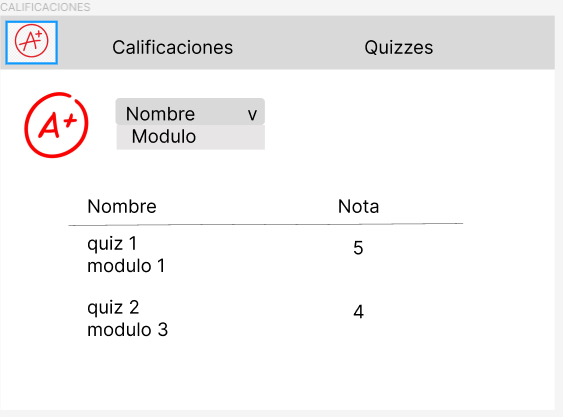 CALIFICACIONES
A+ Calificaciones Quizzes
A+
Nombre v
Modulo
Nombre Nota
quiz 1 5
modulo 1
quiz 2 4
modulo 3